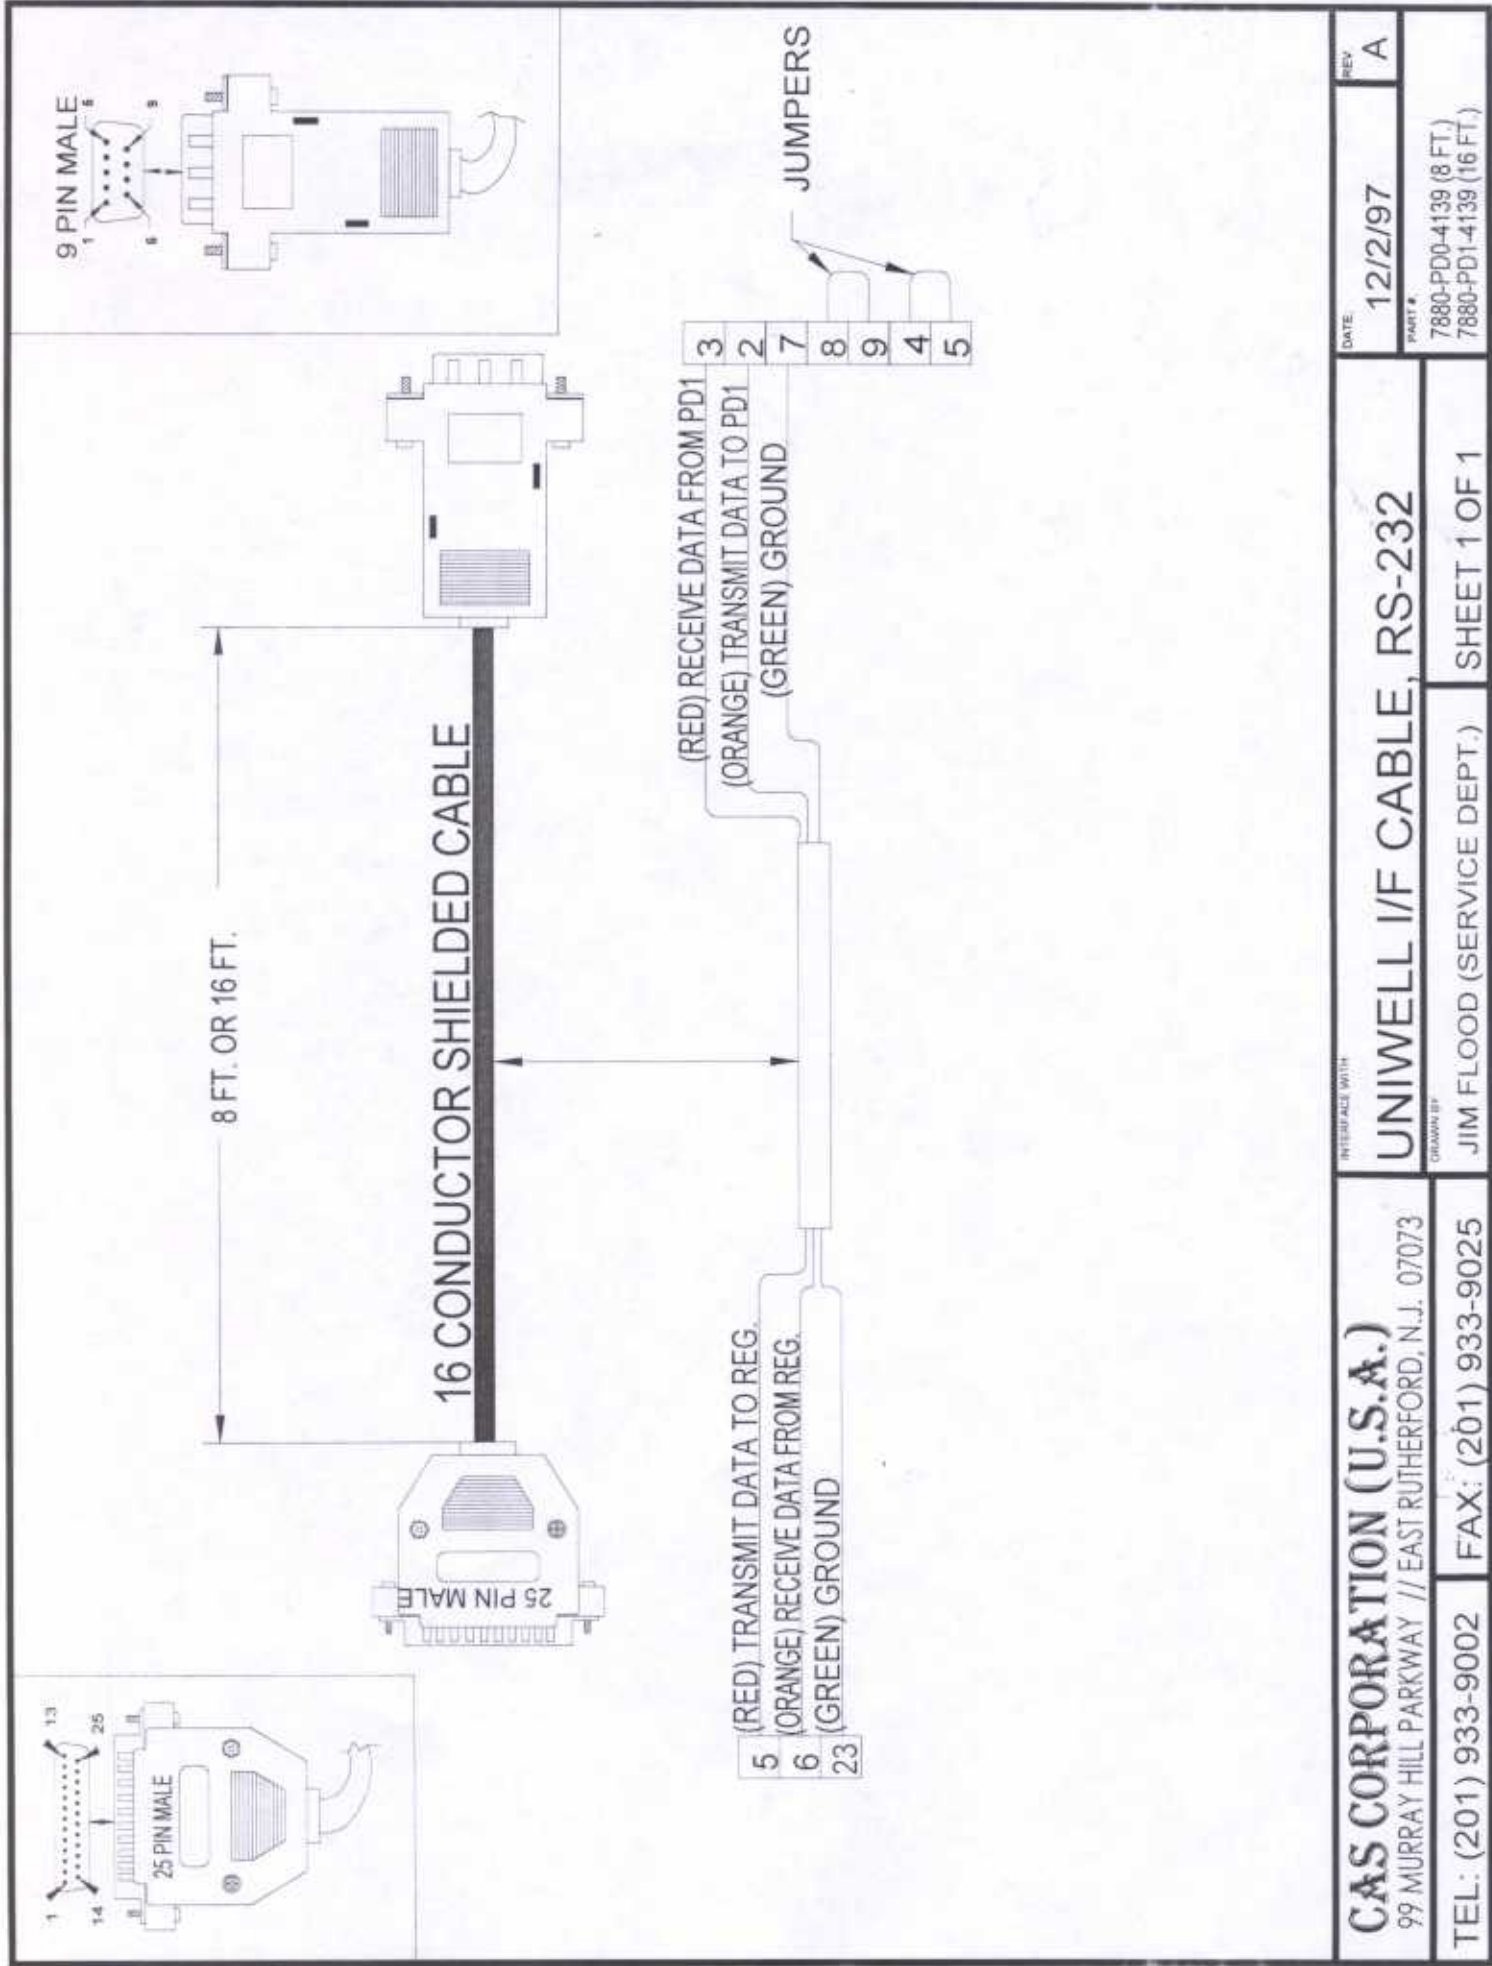 1
13
14
25
25 PIN MALE
9 PIN MALE
1
5
6
9
8 FT. OR 16 FT.
16 CONDUCTOR SHIELDED CABLE
25 PIN MALE
5
(RED) TRANSMIT DATA TO REG.
6
(ORANGE) RECEIVE DATA FROM REG.
23
(GREEN) GROUND
(RED) RECEIVE DATA FROM PD1
3
(ORANGE) TRANSMIT DATA TO PD1
2
(GREEN) GROUND
7
8
9
4
5
JUMPERS
CAS CORPORATION (U.S.A.)
99 MURRAY HILL PARKWAY // EAST RUTHERFORD, N.J. 07073
TEL: (201) 933-9002
FAX: (201) 933-9025
INTERFACE WITH
UNIWELL I/F CABLE, RS-232
DRAWN BY
JIM FLOOD (SERVICE DEPT.)
SHEET 1 OF 1
DATE:
12/2/97
REV.
A
PART #.
7880-PD0-4139 (8 FT.)
7880-PD1-4139 (16 FT.)